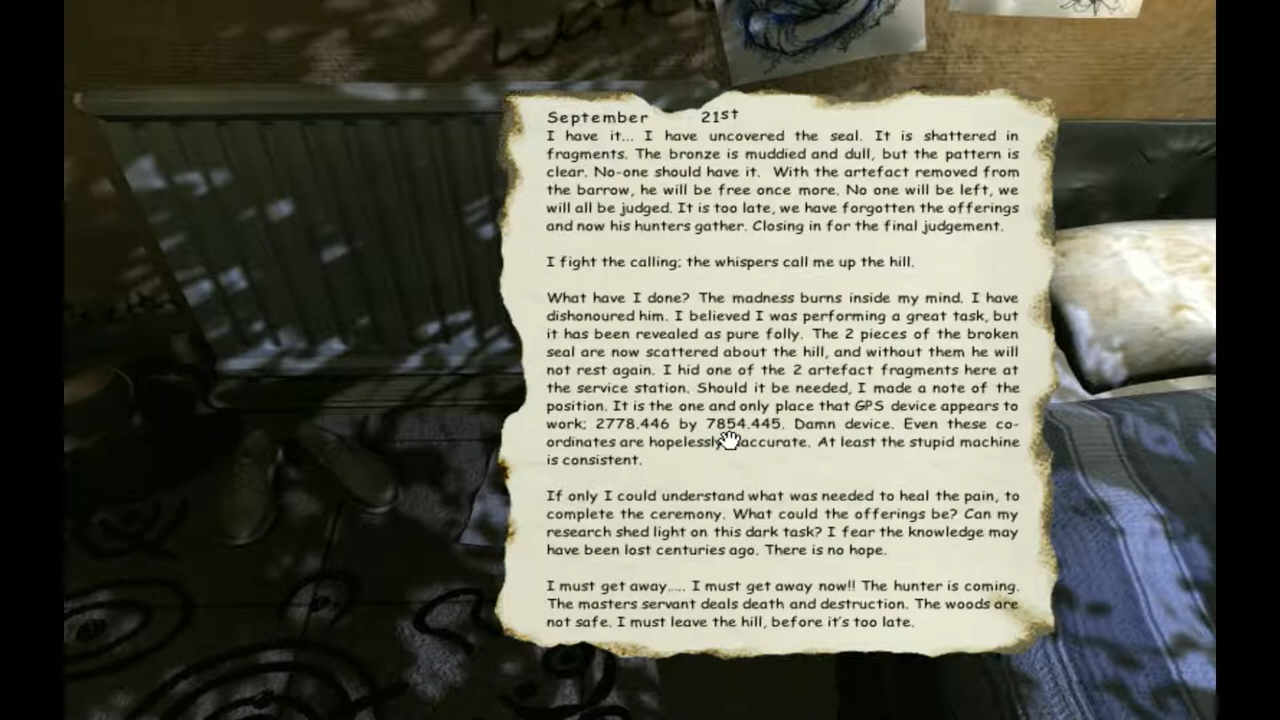 September 21st
I have it... I have uncovered the seal. It is shattered in
fragments. The bronze is muddied and dull, but the pattern is
clear. No-one should have it. With the artefact removed from
the barrow, he will be free once more. No one will be left, we
will all be judged. It is too late, we have forgotten the offerings
and now his hunters gather. Closing in for the final judgement.
I fight the calling; the whispers call me up the hill.
What have I done? The madness burns inside my mind. I have
dishonoured him. I believed I was performing a great task, but
it has been revealed as pure folly. The 2 pieces of the broken
seal are now scattered about the hill, and without them he will
not rest again. I hid one of the 2 artefact fragments here at
the service station. Should it be needed, I made a note of the
position. It is the one and only place that GPS device appears to
work; 2778.446 by 7854.445. Damn device. Even these co-
ordinates are hopelessly At least the stupid machine
is consistent.
If only I could understand what was needed to heal the pain, to
complete the ceremony. What could the offerings be? Can my
research shed light on this dark task? I fear the knowledge may
have been lost centuries ago. There is no hope.
I must get away..... I must get away now!! The hunter is coming.
The masters servant deals death and destruction. The woods are
not safe. I must leave the hill, before it's too late.